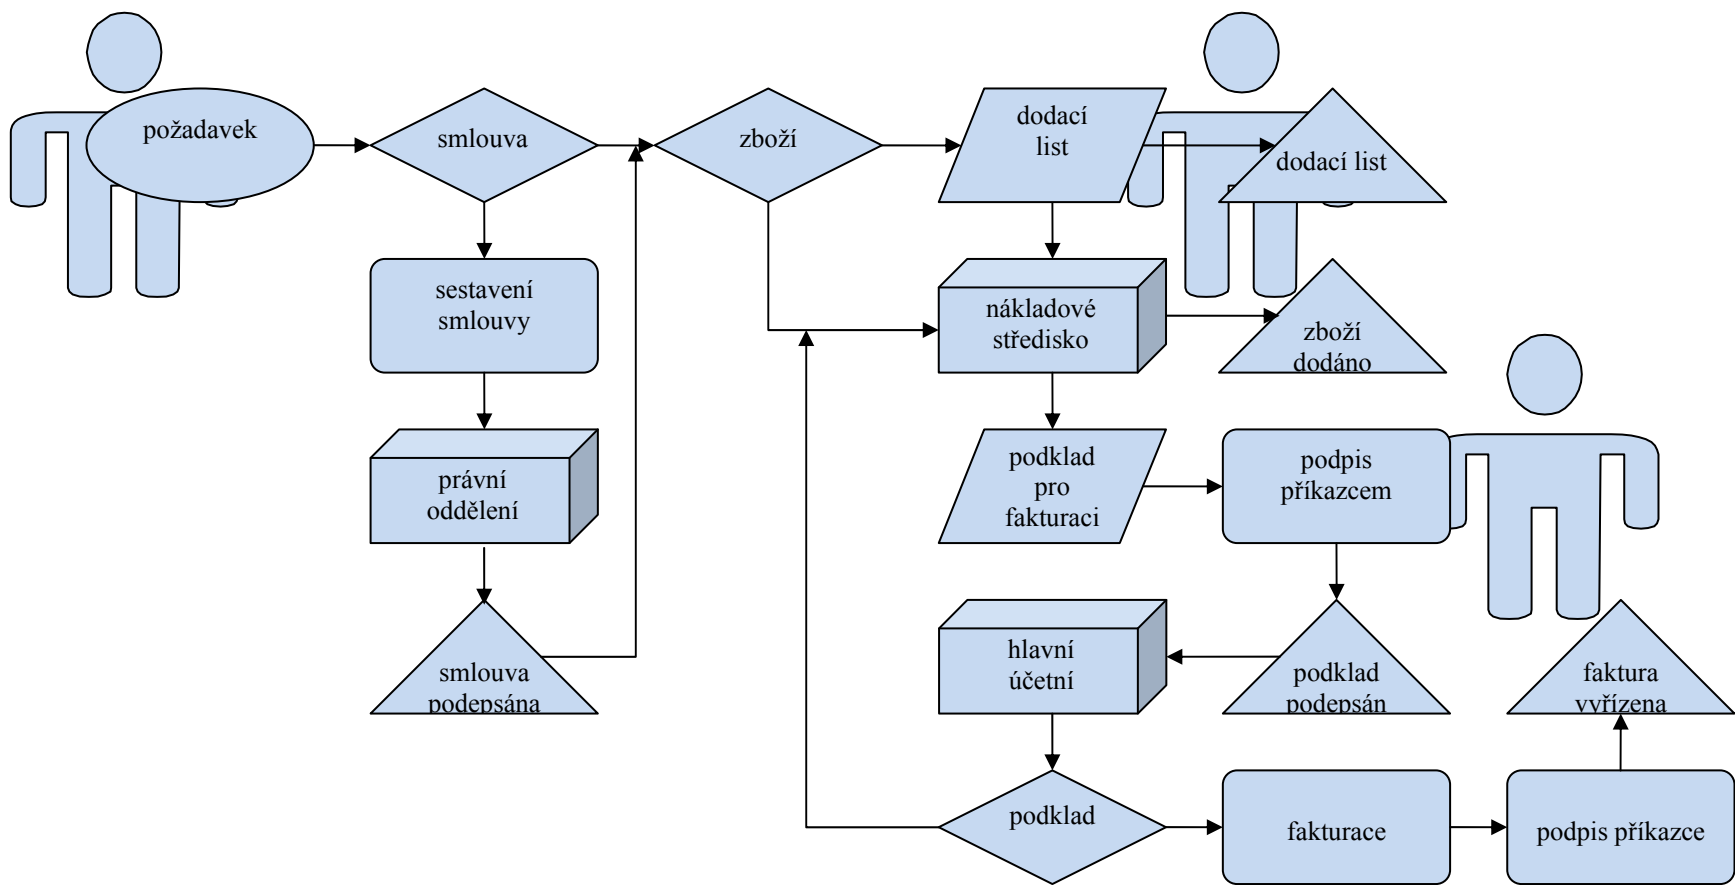 požadavek
smlouva
zboží
dodací
list
dodací list
sestavení
smlouvy
nákladové
středisko
zboží
dodáno
právní
oddělení
podklad
pro
fakturaci
podpis
příkazcem
smlouva
podepsána
hlavní
účetní
podklad
podepsán
faktura
vyřízena
podklad
fakturace
podpis příkazce